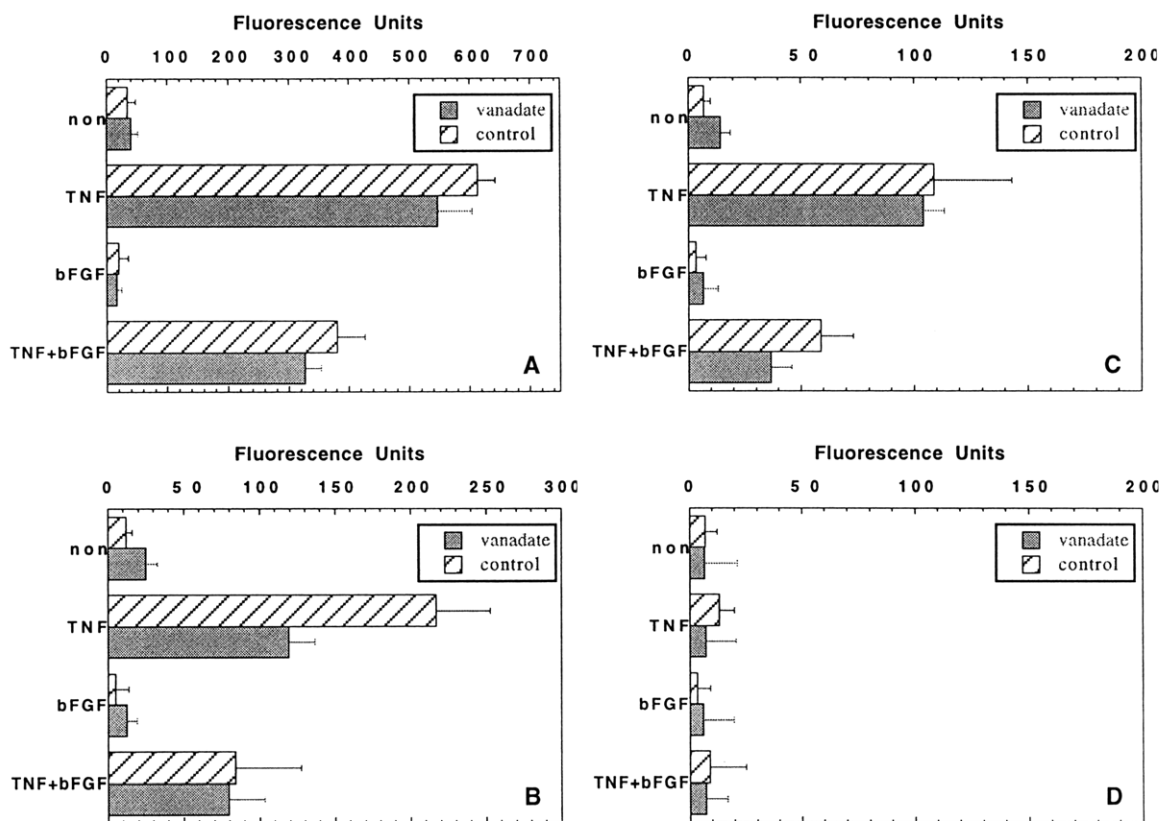 Fluorescence Units
0 100 200 300 400 500 600 700
non
TNF
bFGF
TNF+bFGF
vanadate
control
A
Fluorescence Units
0 50 100 150 200
non
TNF
bFGF
TNF+bFGF
vanadate
control
C
Fluorescence Units
0 50 100 150 200 250 300
non
TNF
bFGF
TNF+bFGF
vanadate
control
B
Fluorescence Units
0 50 100 150 200
non
TNF
bFGF
TNF+bFGF
vanadate
control
D